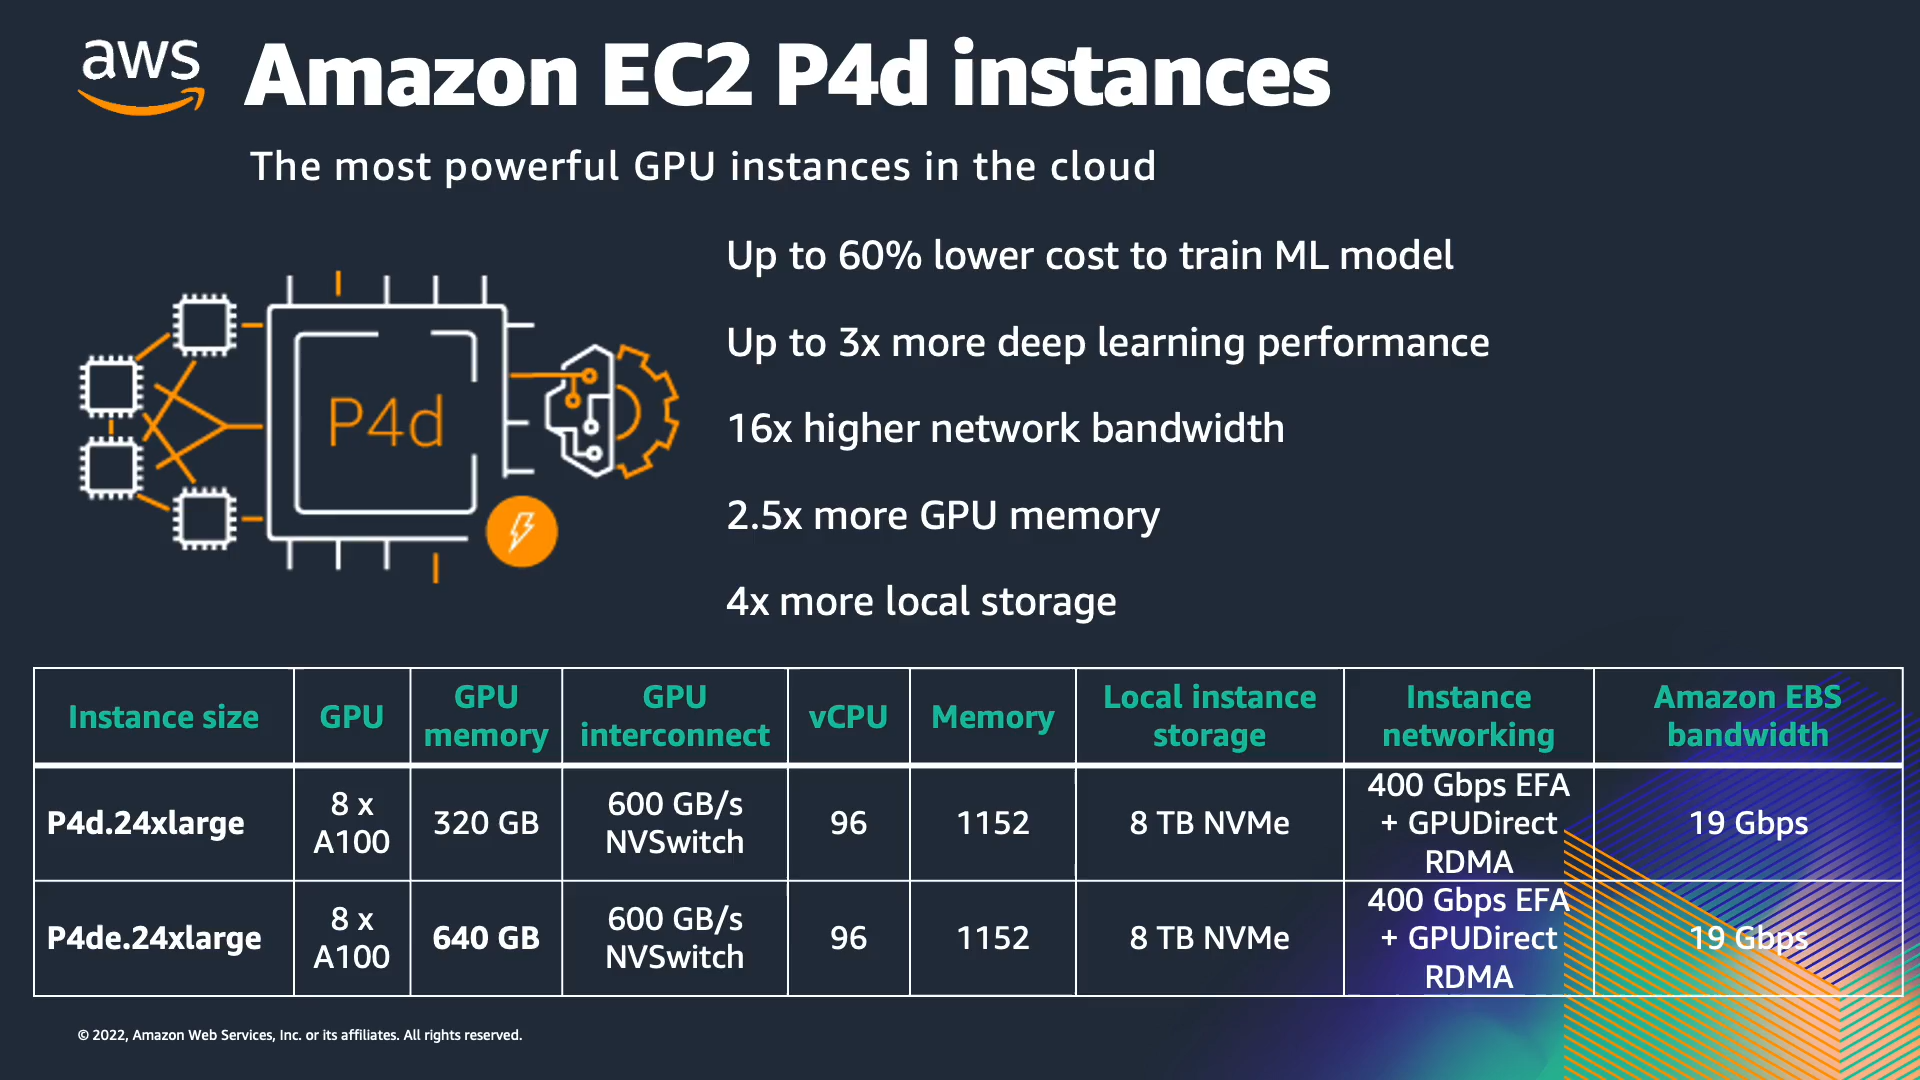 aws
Amazon EC2 P4d instances
The most powerful GPU instances in the cloud
P4d
Up to 60% lower cost to train ML model
Up to 3x more deep learning performance
16x higher network bandwidth
2.5x more GPU memory
4x more local storage
Instance size
GPU
GPU
memory
GPU
interconnect
vCPU
Memory
Local instance
storage
Instance
networking
Amazon EBS
bandwidth
P4d.24xlarge
8 x
A100
320 GB
600 GB/s
NVSwitch
96
1152
8 TB NVMe
400 Gbps EFA
+ GPUDirect
RDMA
19 Gbps
P4de.24xlarge
8 x
A100
640 GB
600 GB/s
NVSwitch
96
1152
8 TB NVMe
400 Gbps EFA
+ GPUDirect
RDMA
19 Gbps
© 2022, Amazon Web Services, Inc. or its affiliates. All rights reserved.